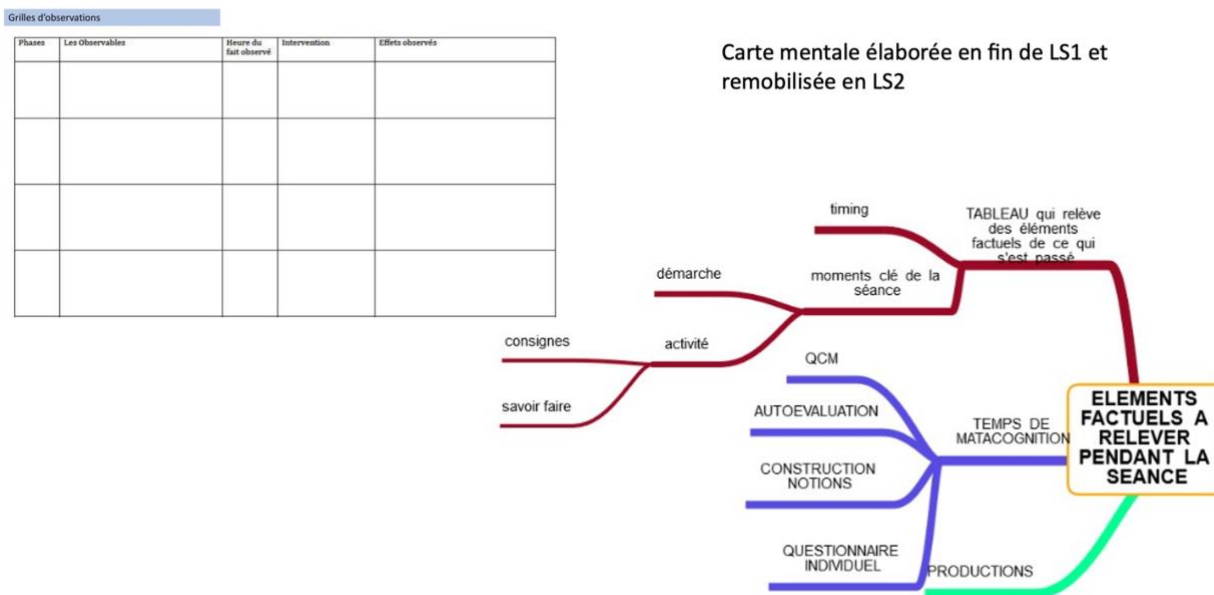 Grilles d'observations
Phases
Les Observables
Heure du
fait observé
Intervention
Effets observés
Carte mentale élaborée en fin de LS1 et
remobilisée en LS2
timing
TABLEAU qui relève
des éléments
factuels de ce qui
s'est passé
démarche
moments clé de la
séance
consignes
activité
savoir faire
QCM
AUTOEVALUATION
TEMPS DE
MATACOGNITION
CONSTRUCTION
NOTIONS
QUESTIONNAIRE
INDIVIDUEL
PRODUCTIONS
ELEMENTS
FACTUELS A
RELEVER
PENDANT LA
SEANCE